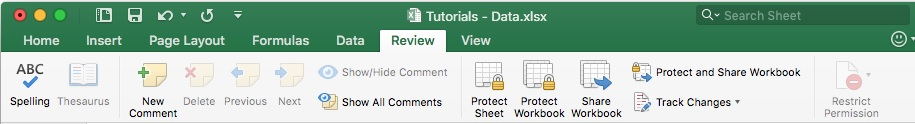 Tutorials - Data.xlsx
Search Sheet
Home Insert Page Layout Formulas Data Review View
ABC
Spelling
Thesaurus
New
Comment
Delete
Previous
Next
Show/Hide Comment
Show All Comments
Protect
Sheet
Protect
Workbook
Share
Workbook
Protect and Share Workbook
Track Changes
Restrict
Permission